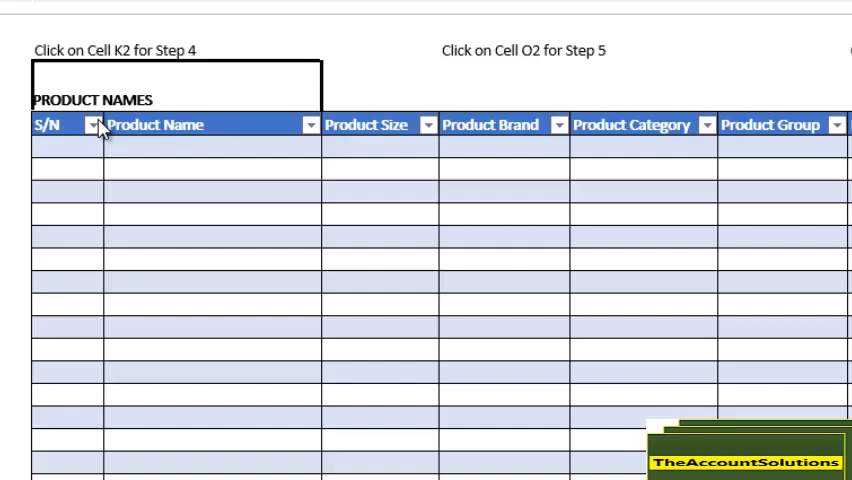 Click on Cell K2 for Step 4 Click on Cell O2 for Step 5
PRODUCT NAMES
S/N Product Name Product Size Product Brand Product Category Product Group
TheAccountSolutions